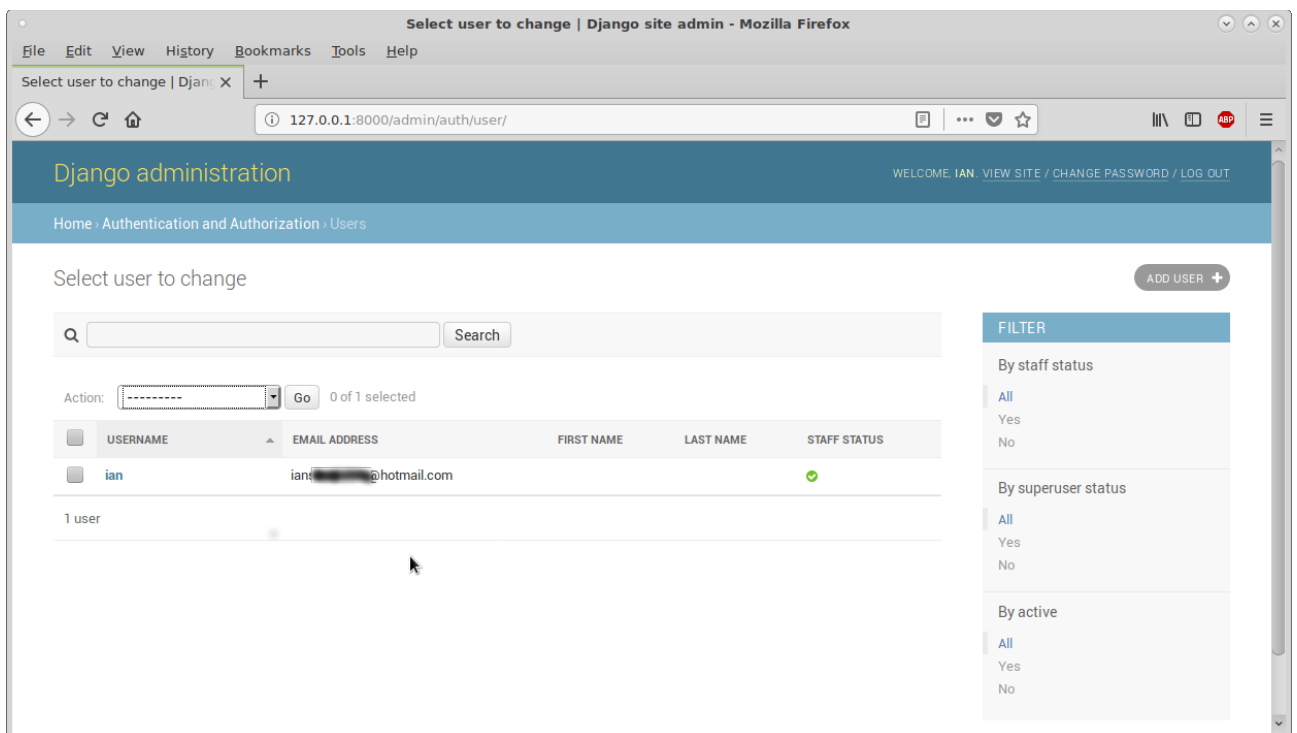 Select user to change | Django site admin - Mozilla Firefox
File Edit View History Bookmarks Tools Help
Select user to change | Djang
127.0.0.1:8000/admin/auth/user/
ABP
Django administration
WELCOME, IAN. VIEW SITE / CHANGE PASSWORD / LOG OUT
Home › Authentication and Authorization › Users
Select user to change
ADD USER +
Search
Action: --------- Go 0 of 1 selected
USERNAME EMAIL ADDRESS FIRST NAME LAST NAME STAFF STATUS
ian @hotmail.com
1 user
FILTER
By staff status
All
Yes
No
By superuser status
All
Yes
No
By active
All
Yes
No